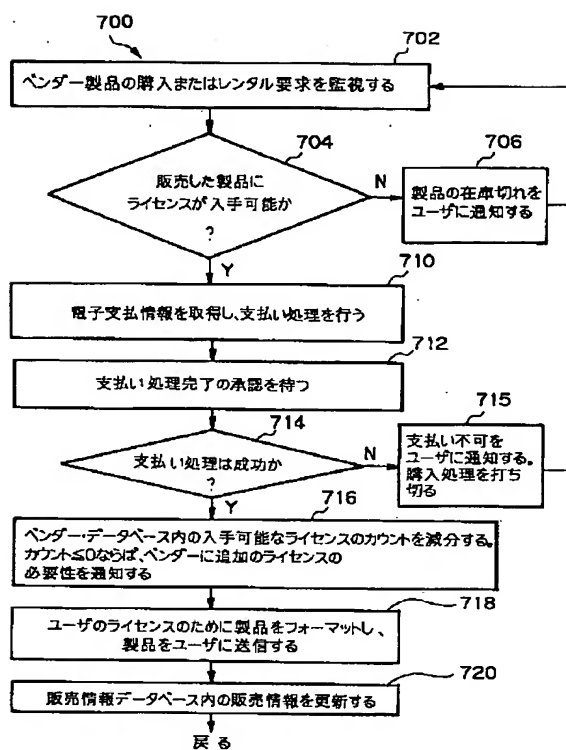 700
702
ベンダー製品の購入またはレンタル要求を監視する
704
706
販売した製品に
ライセンスが入手可能か
?
N
製品の在庫切れを
ユーザに通知する
Y
710
電子支払情報を取得し、支払い処理を行う
712
支払い処理完了の承認を待つ
714
715
支払い処理は成功か
?
N
支払い不可を
ユーザに通知する。
購入処理を打ち
切る
Y
716
ベンダー・データベース内の入手可能なライセンスのカウントを減分する。
カウント≤0ならば、ベンダーに追加のライセンスの
必要性を通知する
718
ユーザのライセンスのために製品をフォーマットし、
製品をユーザに送信する
720
販売情報データベース内の販売情報を更新する
戻る